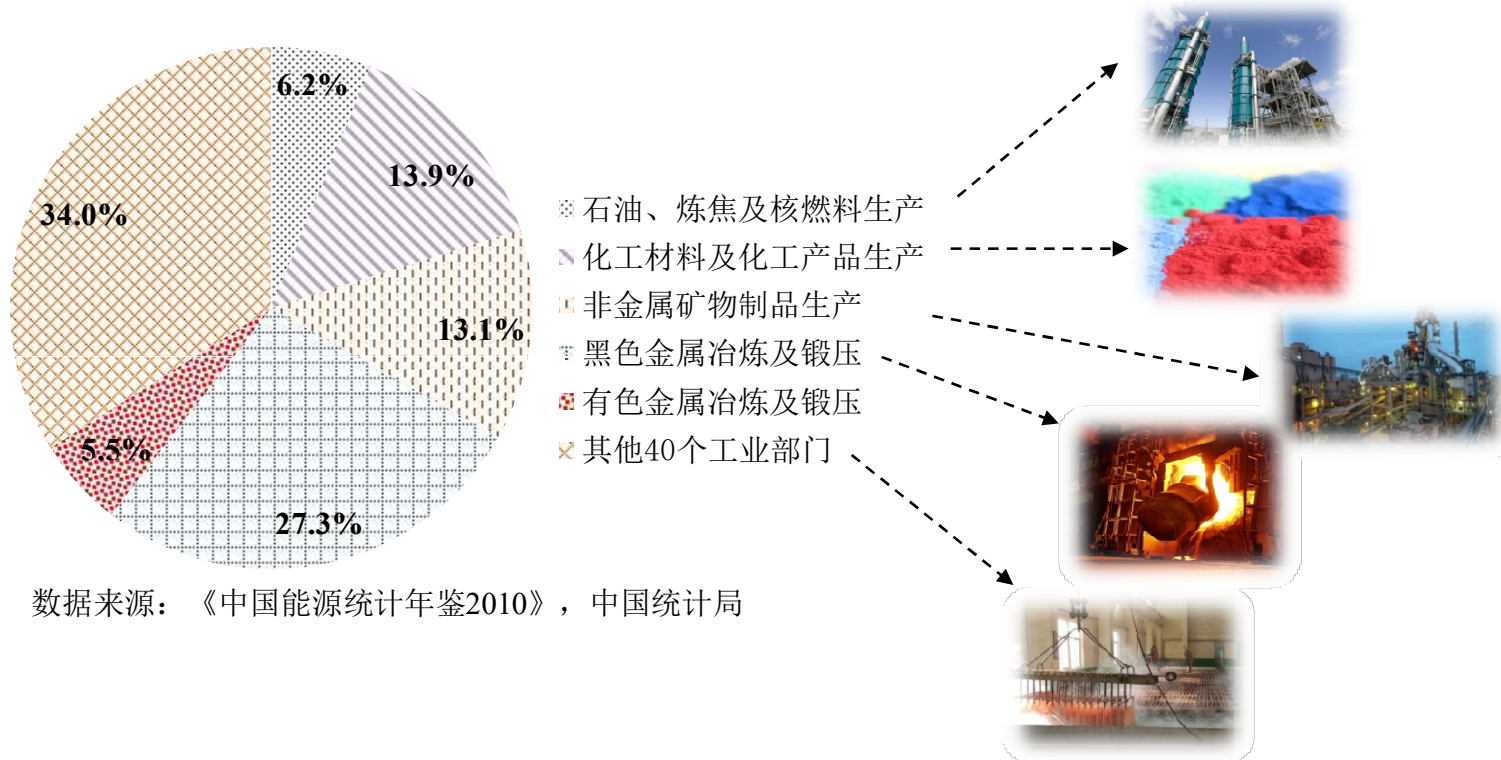 6.2%
13.9%
34.0%
13.1%
5.5%
27.3%
石油、炼焦及核燃料生产
化工材料及化工产品生产
非金属矿物制品生产
黑色金属冶炼及锻压
有色金属冶炼及锻压
其他40个工业部门
数据来源：《中国能源统计年鉴2010》，中国统计局